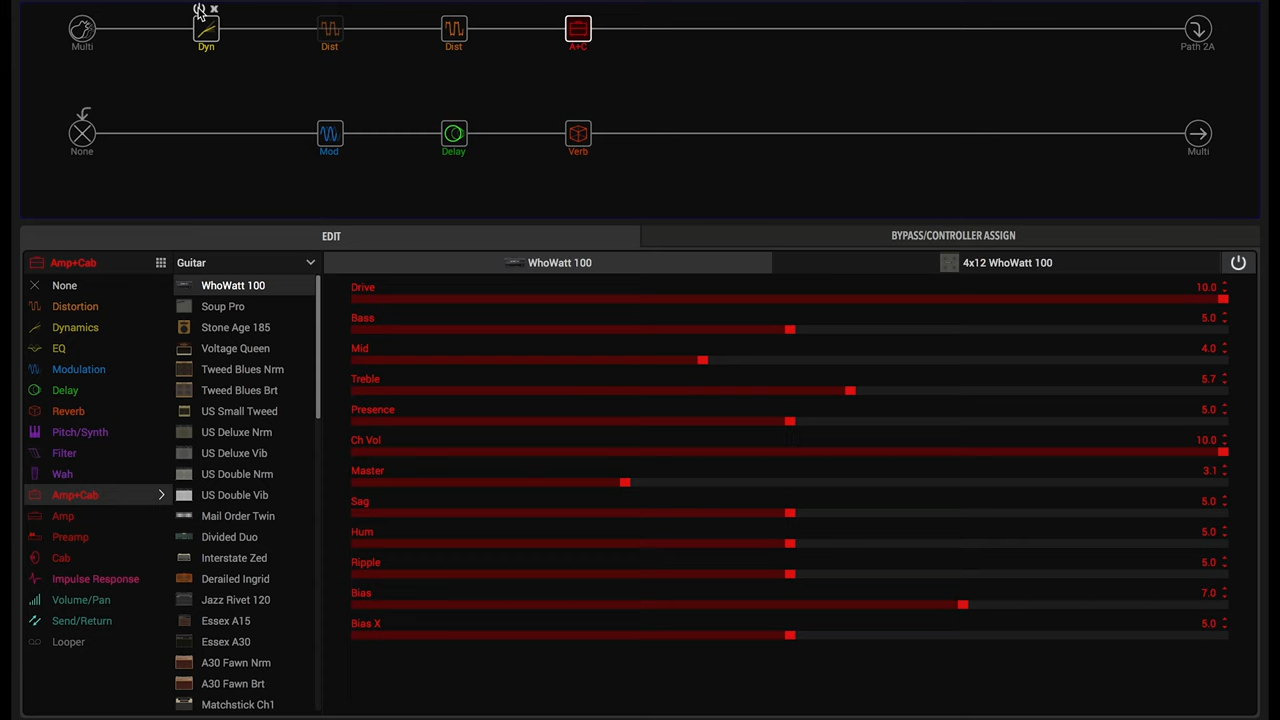 Multi
Dyn
Dist
Dist
A+C
Path 2A
None
Mod
Delay
Verb
Multi
EDIT
BYPASS/CONTROLLER ASSIGN
Amp+Cab
Guitar
WhoWatt 100
4x12 WhoWatt 100
None
Distortion
Dynamics
EQ
Modulation
Delay
Reverb
Pitch/Synth
Filter
Wah
Amp+Cab
Amp
Preamp
Cab
Impulse Response
Volume/Pan
Send/Return
Looper
WhoWatt 100
Soup Pro
Stone Age 185
Voltage Queen
Tweed Blues Nrm
Tweed Blues Brt
US Small Tweed
US Deluxe Nrm
US Deluxe Vib
US Double Nrm
US Double Vib
Mail Order Twin
Divided Duo
Interstate Zed
Derailed Ingrid
Jazz Rivet 120
Essex A15
Essex A30
A30 Fawn Nrm
A30 Fawn Brt
Matchstick Ch1
Drive 10.0
Bass 5.0
Mid 4.0
Treble 5.7
Presence 5.0
Ch Vol 10.0
Master 3.1
Sag 5.0
Hum 5.0
Ripple 5.0
Bias 7.0
Bias X 5.0